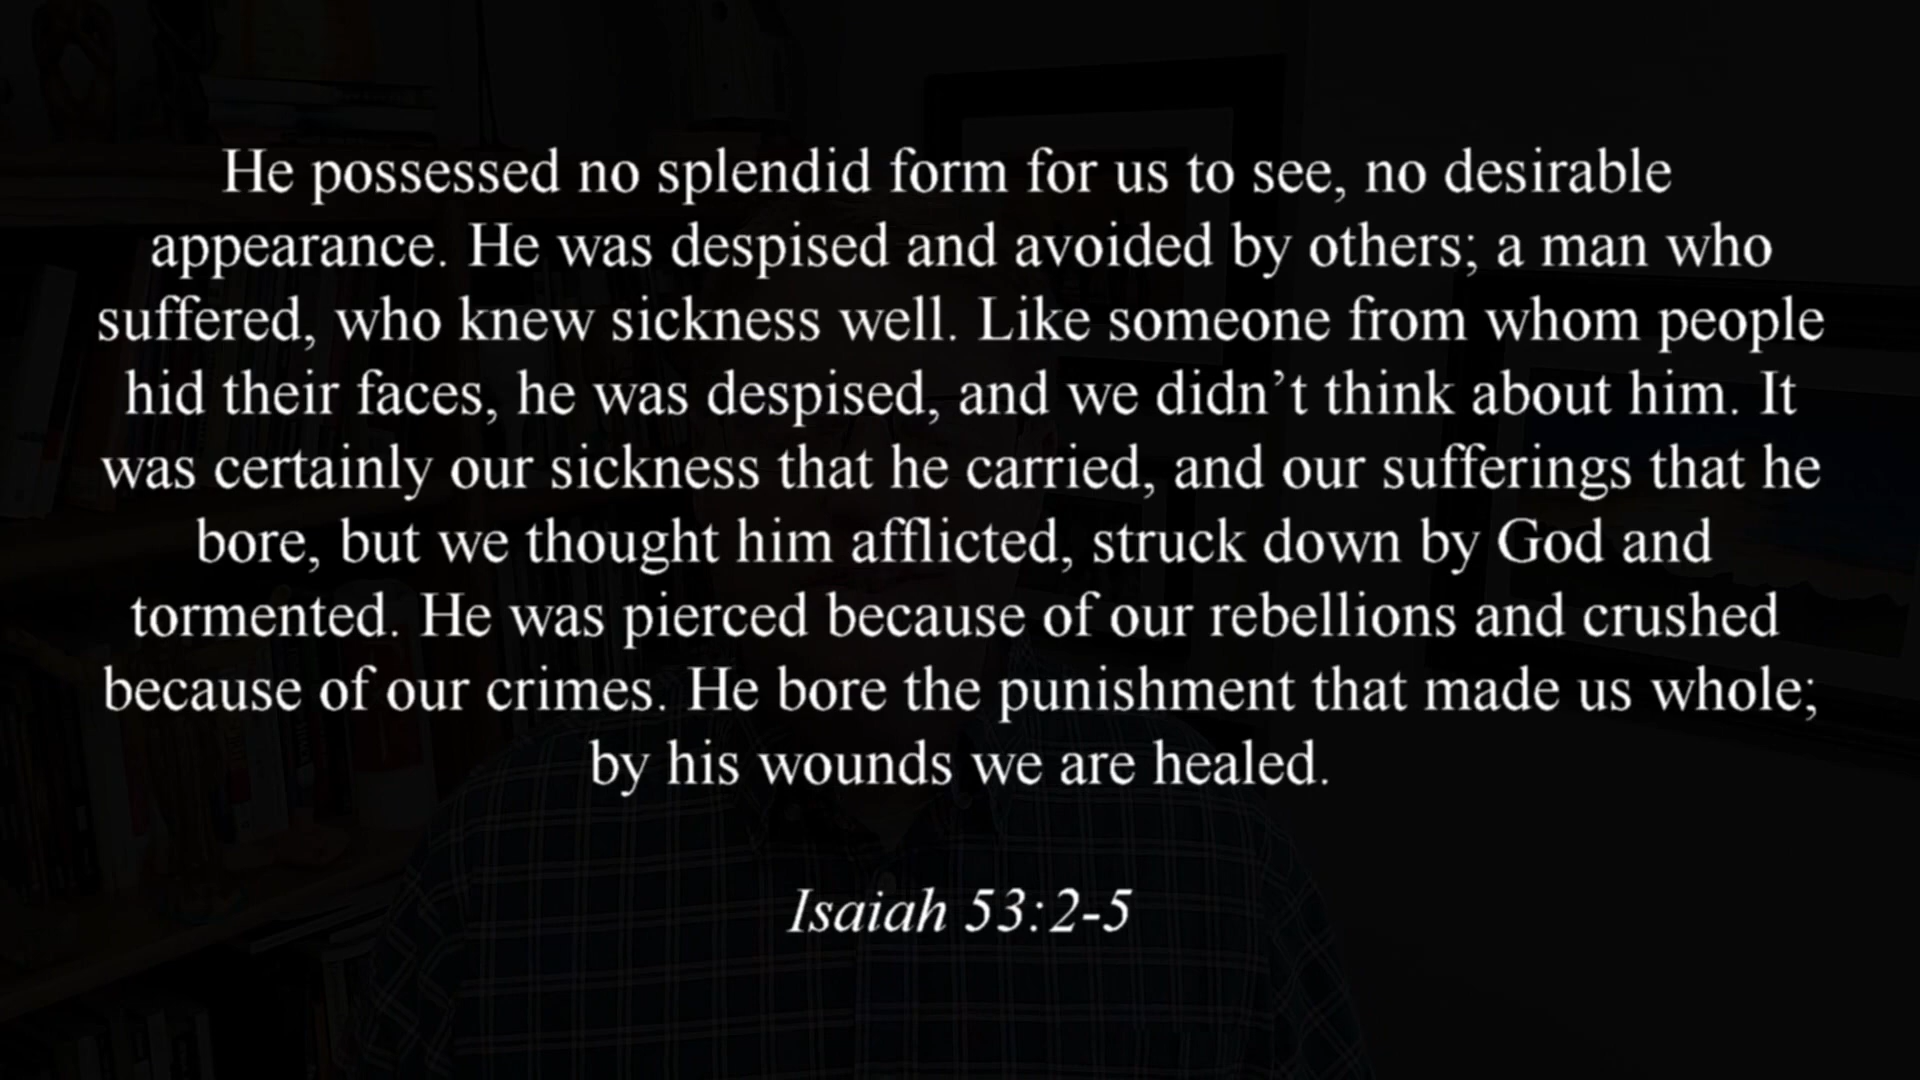 He possessed no splendid form for us to see, no desirable
appearance. He was despised and avoided by others; a man who
suffered, who knew sickness well. Like someone from whom people
hid their faces, he was despised, and we didn’t think about him. It
was certainly our sickness that he carried, and our sufferings that he
bore, but we thought him afflicted, struck down by God and
tormented. He was pierced because of our rebellions and crushed
because of our crimes. He bore the punishment that made us whole;
by his wounds we are healed.
Isaiah 53:2-5